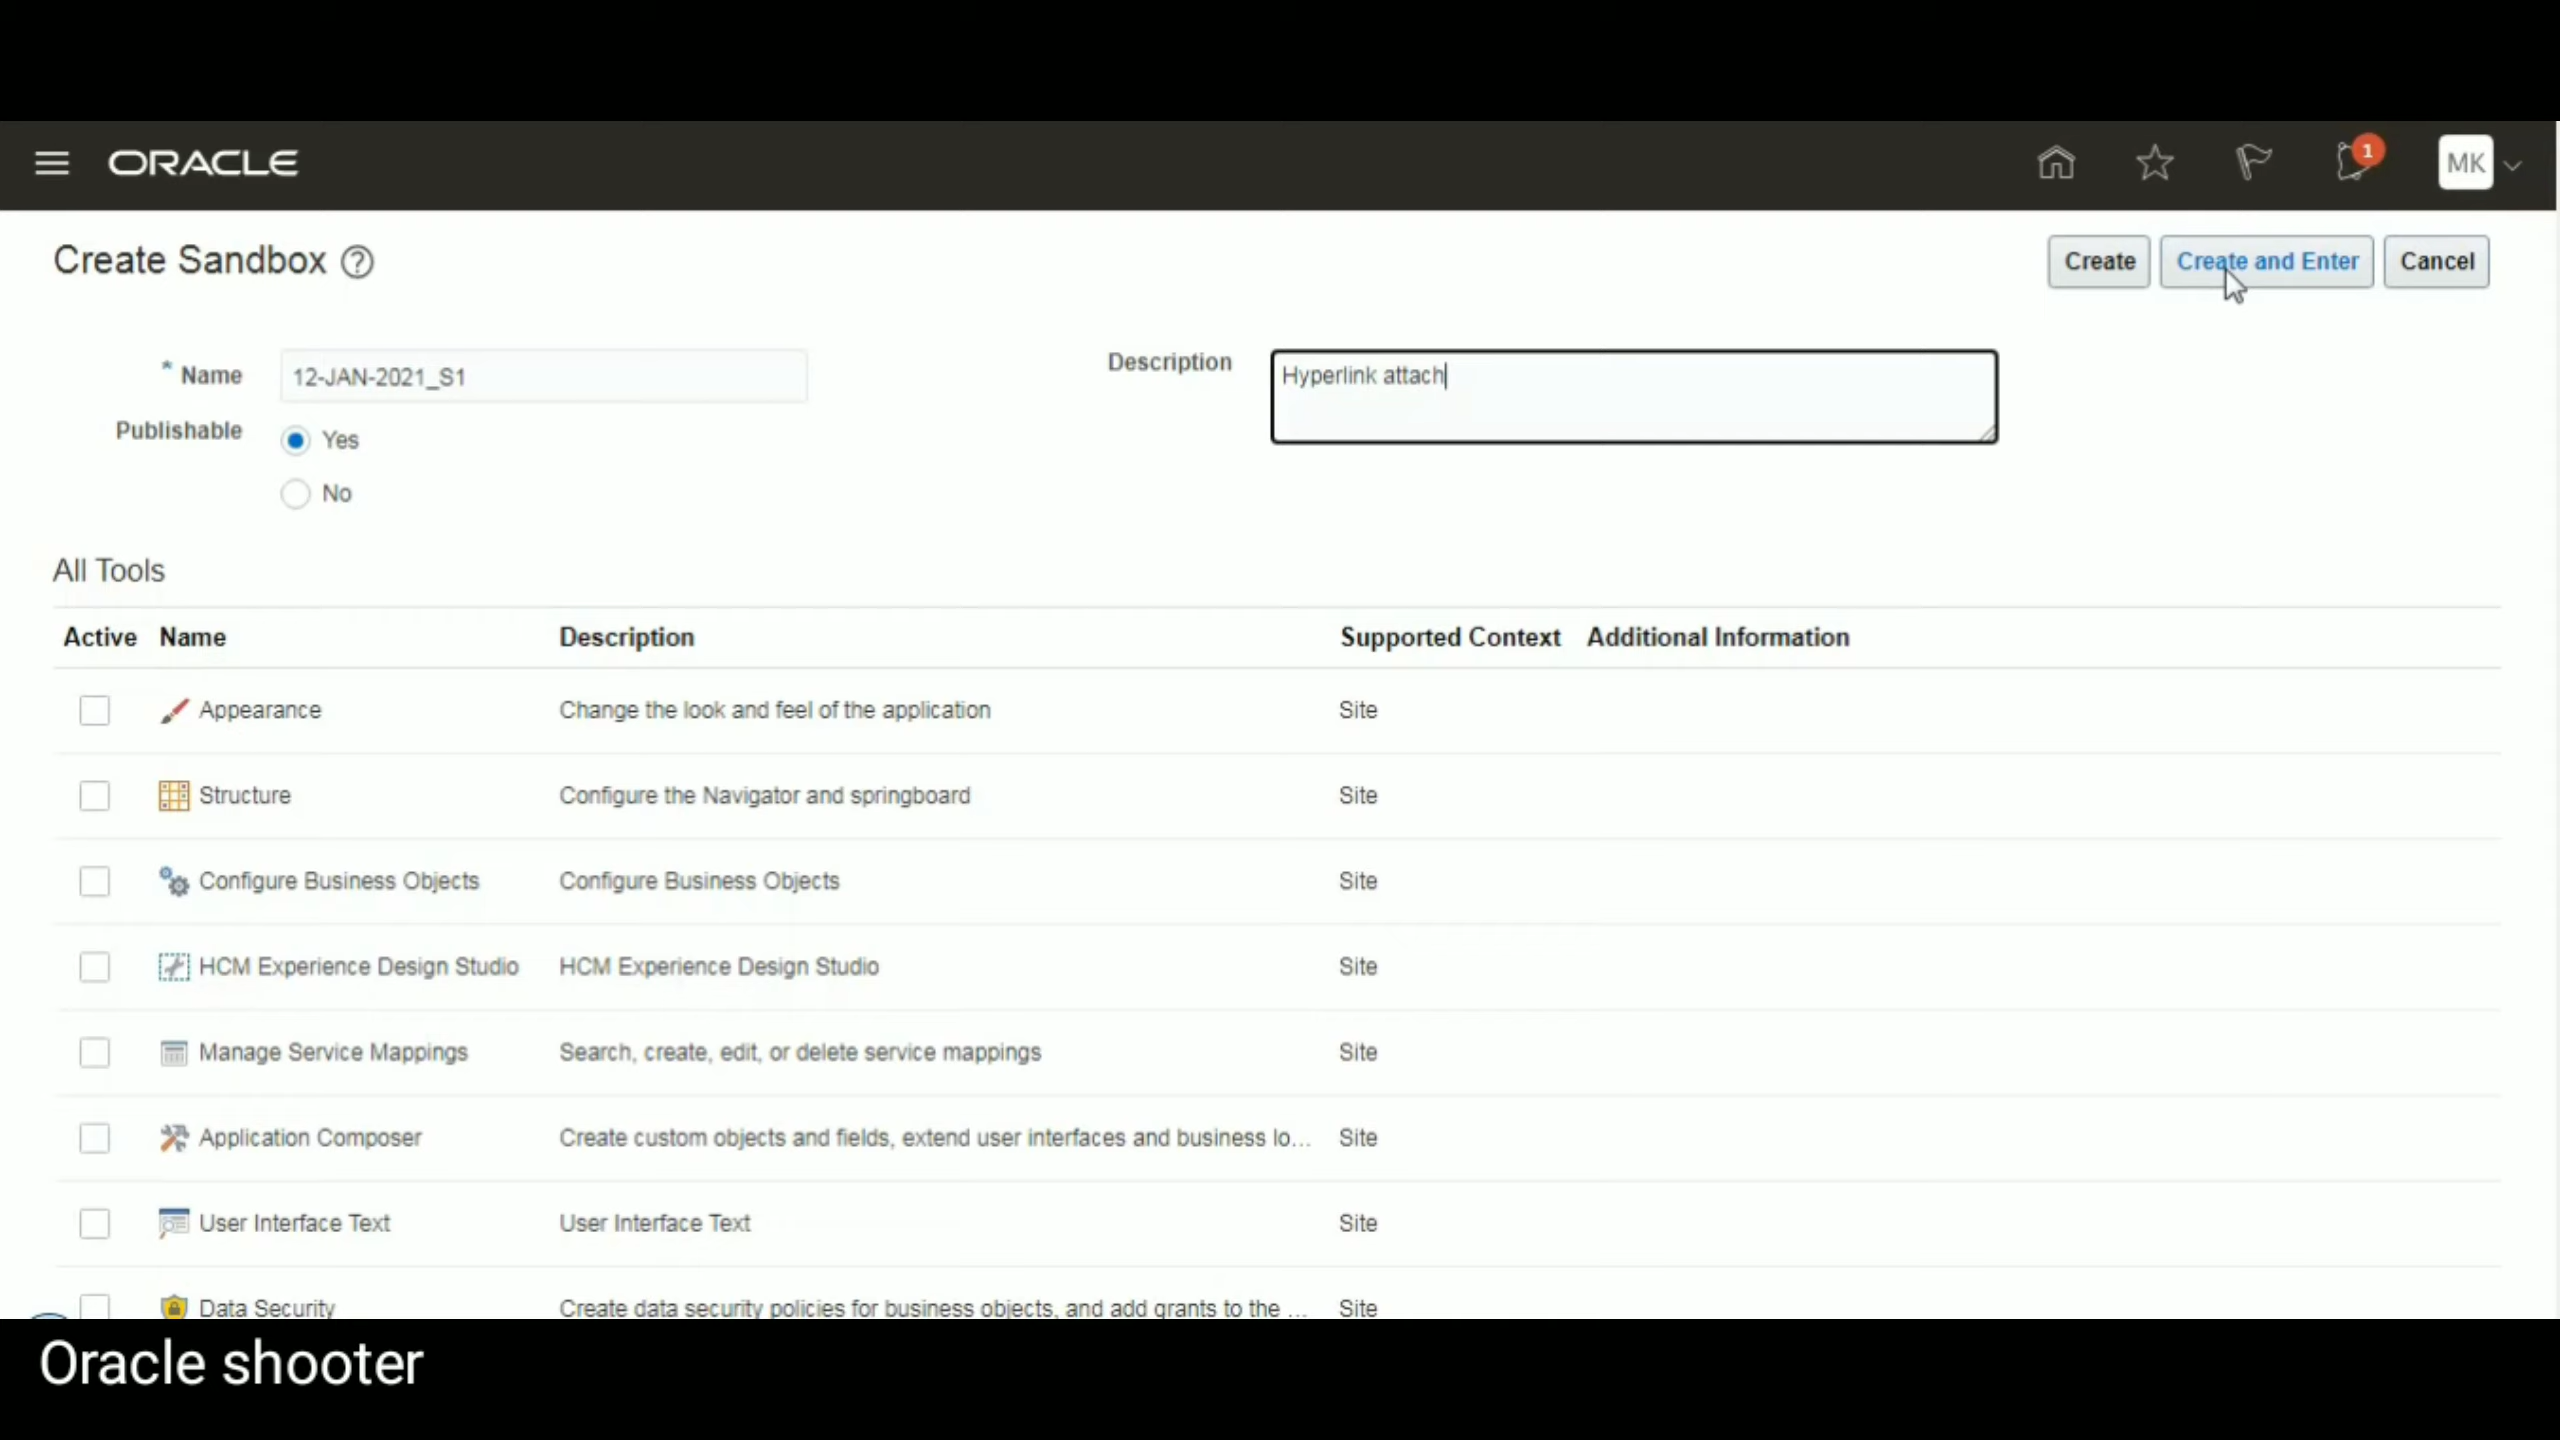 ORACLE
1
MK
Create Sandbox ?
Create
Create and Enter
Cancel
* Name 12-JAN-2021_S1
Description Hyperlink attach
Publishable
Yes
No
All Tools
Active Name Description Supported Context Additional Information
Appearance Change the look and feel of the application Site
Structure Configure the Navigator and springboard Site
Configure Business Objects Configure Business Objects Site
HCM Experience Design Studio HCM Experience Design Studio Site
Manage Service Mappings Search, create, edit, or delete service mappings Site
Application Composer Create custom objects and fields, extend user interfaces and business lo... Site
User Interface Text User Interface Text Site
Data Security Create data security policies for business objects, and add grants to the ... Site
Oracle shooter